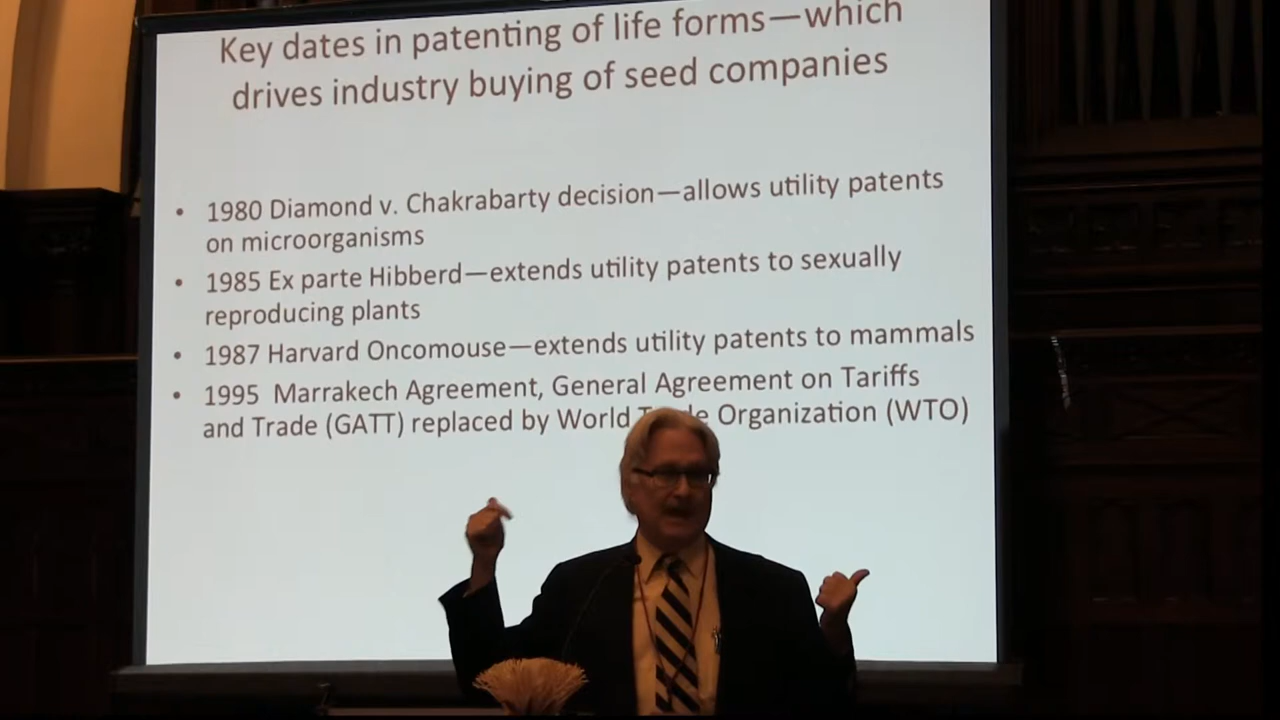 Key dates in patenting of life forms—which
drives industry buying of seed companies
• 1980 Diamond v. Chakrabarty decision—allows utility patents
on microorganisms
• 1985 Ex parte Hibberd—extends utility patents to sexually
reproducing plants
• 1987 Harvard Oncomouse—extends utility patents to mammals
• 1995 Marrakech Agreement, General Agreement on Tariffs
and Trade (GATT) replaced by World Trade Organization (WTO)